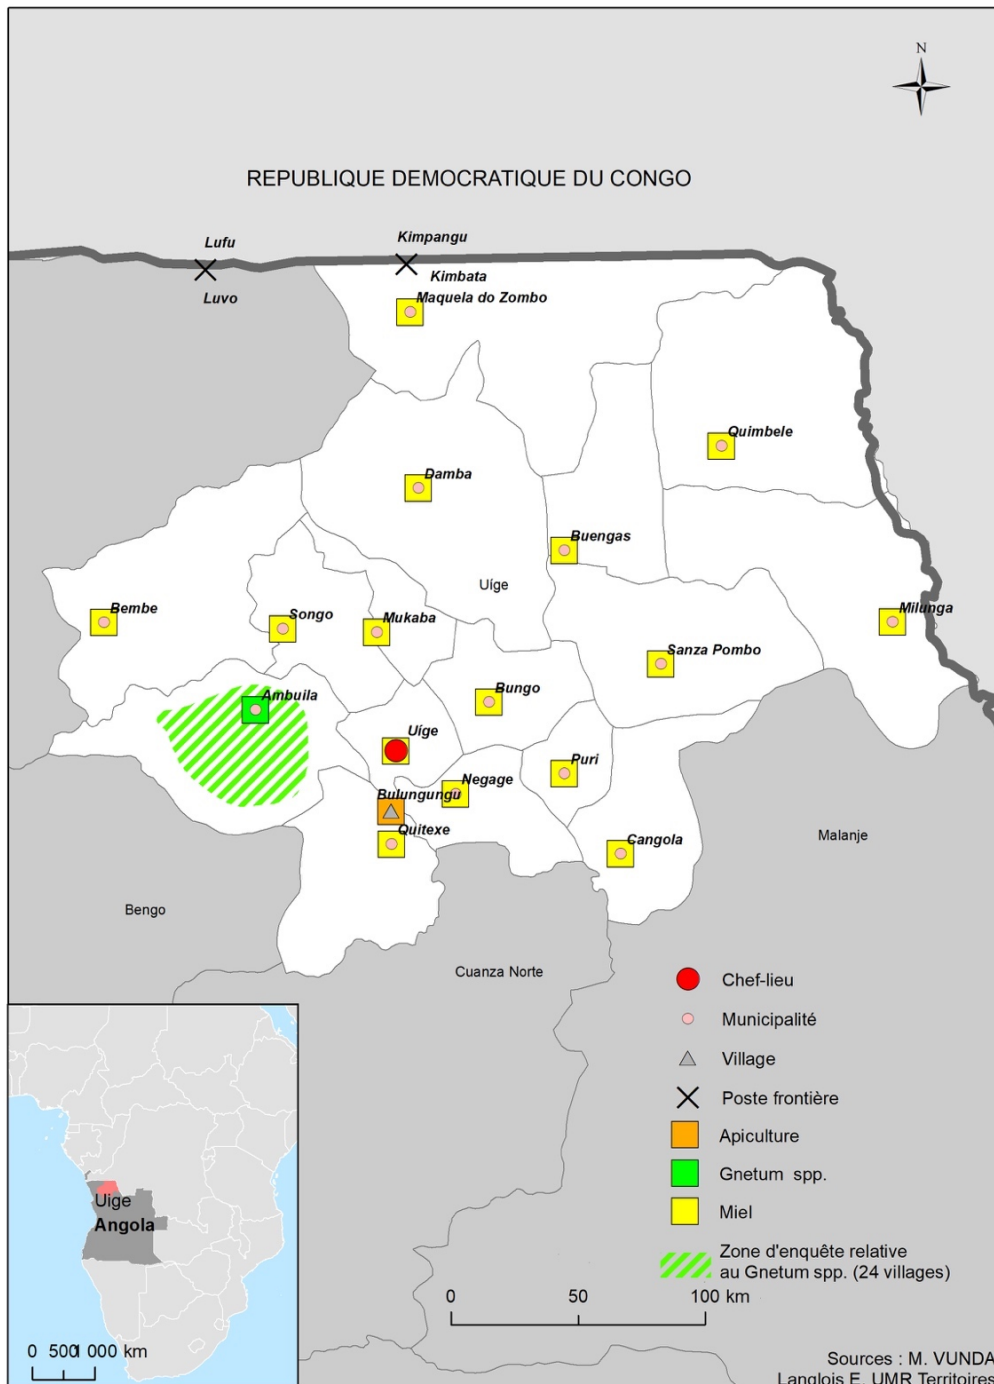 N
REPUBLIQUE DEMOCRATIQUE DU CONGO
Lufu
Kimpangu
Luvo
Kimbata
Maquela do Zombo
Quimbele
Damba
Buengas
Uíge
Bembe
Songo
Mukaba
Milunga
Sanza Pombo
Ambuila
Bungo
Uíge
Puri
Negage
Bulungungu
Quitexe
Cangola
Malanje
Bengo
Cuanza Norte
Chef-lieu
Municipalité
Village
Poste frontière
Apiculture
Gnetum spp.
Miel
Zone d'enquête relative
au Gnetum spp. (24 villages)
0 50 100 km
Uige
Angola
0 500 1 000 km
Sources : M. VUNDA
Langlois E. UMR Territoires